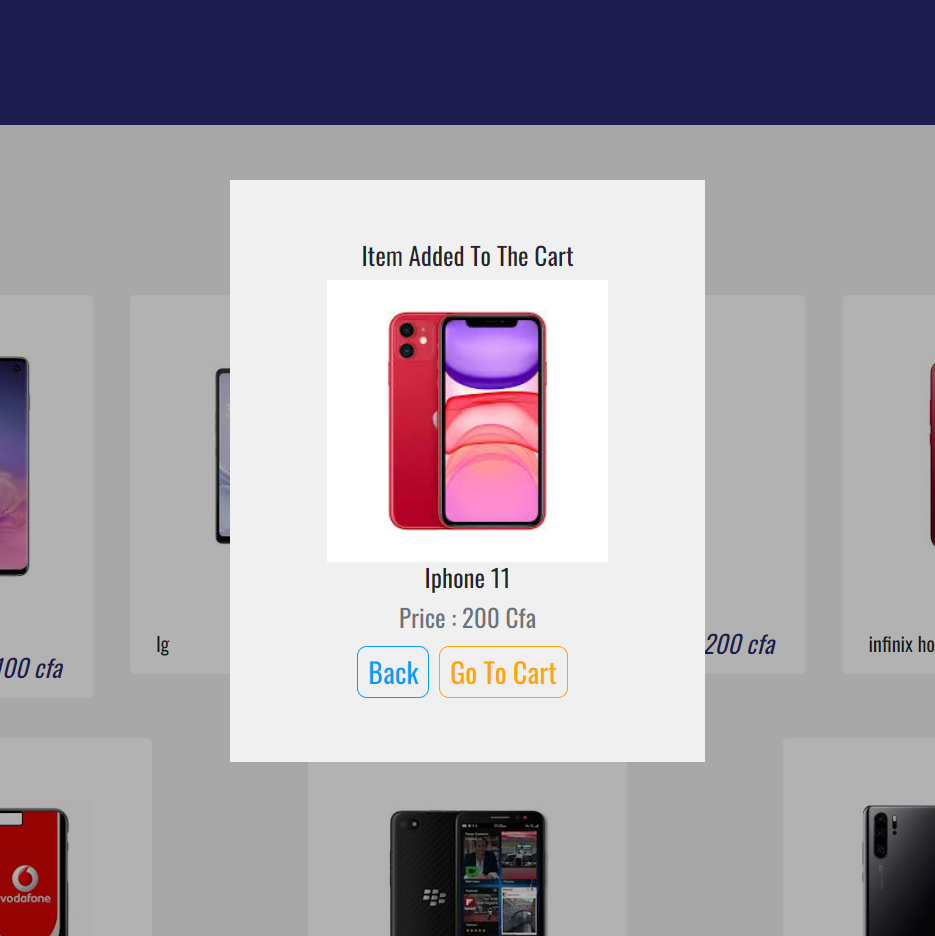 Item Added To The Cart
Iphone 11
Price : 200 Cfa
Back
Go To Cart
100 cfa
lg
200 cfa
infinix ho
vodafone